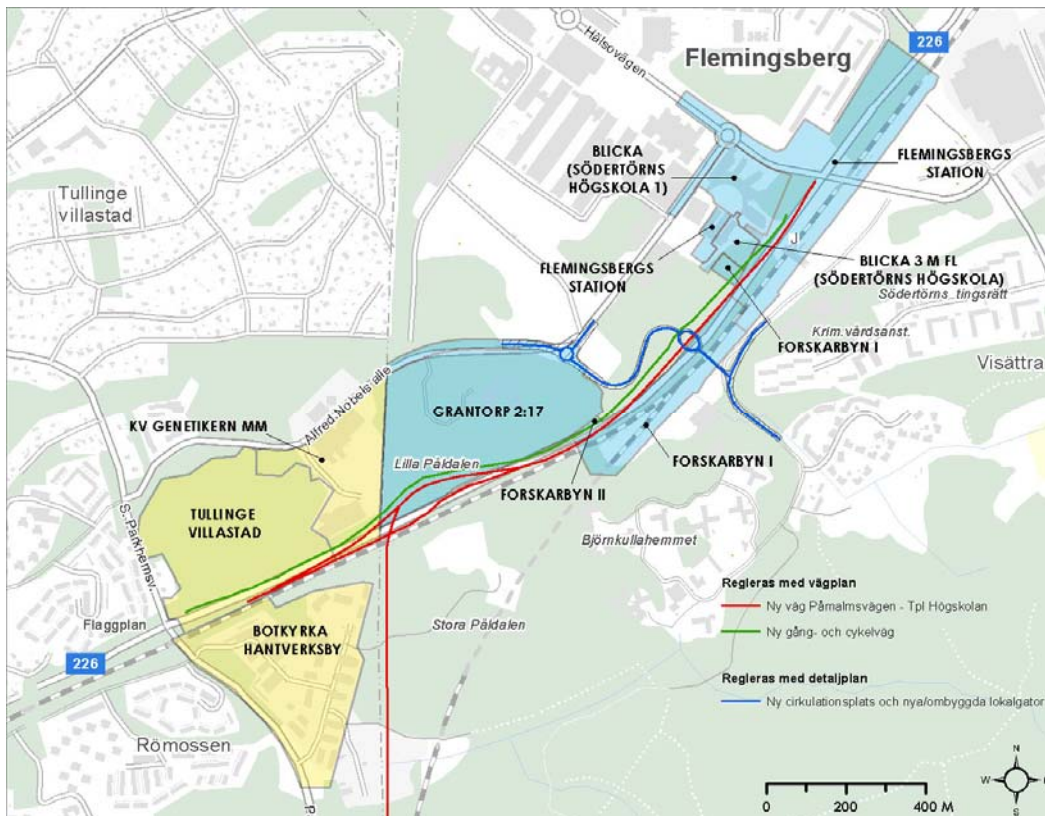 226
Hälsovägen
Flemingsberg
BLICKA
(SÖDERTÖRNS
HÖGSKOLA 1)
FLEMINGSBERGS
STATION
Tullinge
villastad
FLEMINGSBERGS
STATION
BLICKA 3 M FL
(SÖDERTÖRNS HÖGSKOLA)
Södertörns tingsrätt
Krim.vårdsanst.
FORSKARBYN I
Visättra
Alfred Nobels allé
GRANTORP 2:17
KV GENETIKERN MM
Lilla Påldalen
FORSKARBYN I
FORSKARBYN II
TULLINGE
VILLASTAD
S. Parkhemsv.
Björnkullahemmet
Flaggplan
BOTKYRKA
HANTVERKSBY
Stora Påldalen
226
Römossen
P
Regleras med vägplan
Ny väg Påmalmsvägen - Tpl Högskolan
Ny gång- och cykelväg
Regleras med detaljplan
Ny cirkulationsplats och nya/ombyggda lokalgator
N
W
E
S
0 200 400 M